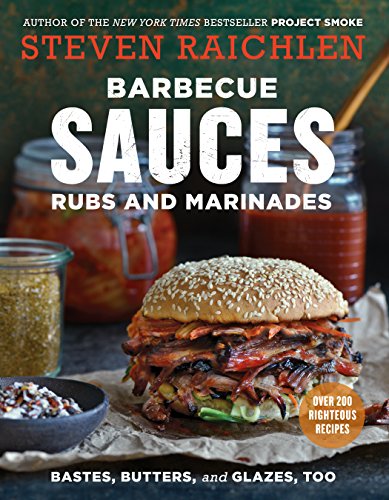 AUTHOR OF THE NEW YORK TIMES BESTSELLER PROJECT SMOKE
STEVEN RAICHLEN
BARBECUE
SAUCES
RUBS AND MARINADES
OVER 200
RIGHTEOUS
RECIPES
BASTES, BUTTERS, and GLAZES, TOO